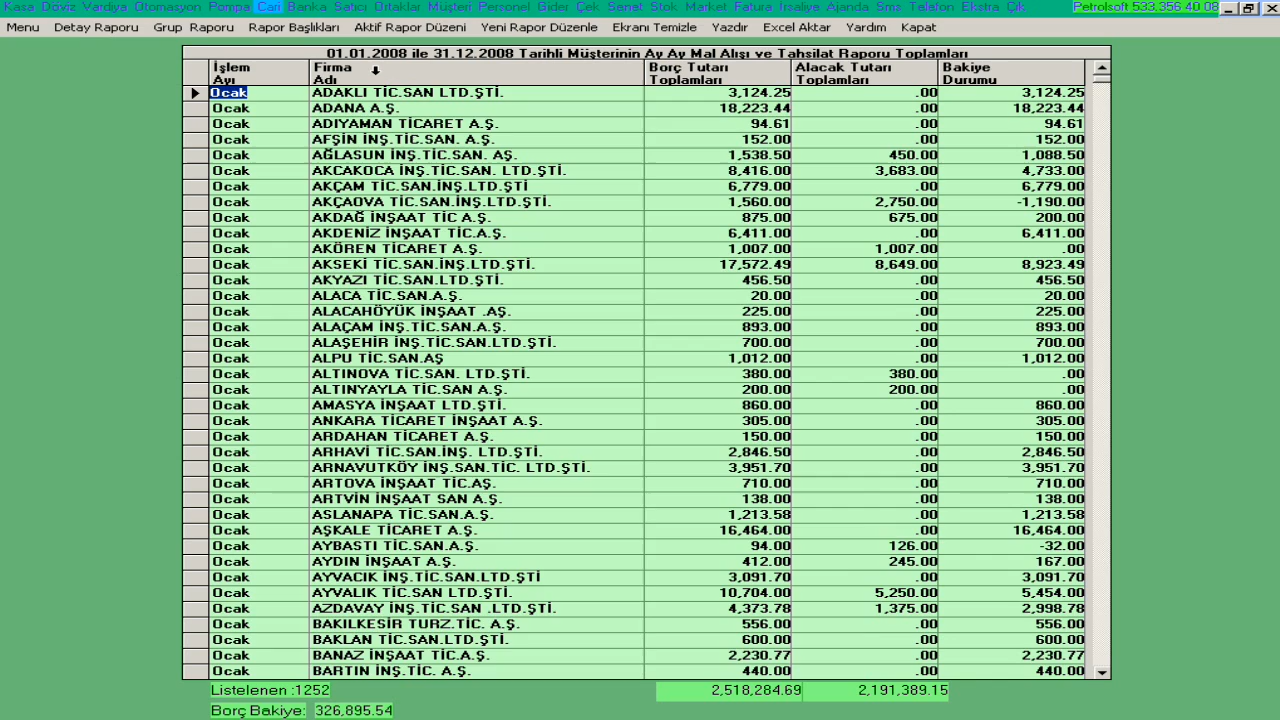 Kasa Döviz Vardiya Otomasyon Pompa Cari Banka Satıcı Ortaklar Müşteri Personel Gider Çek Senet Stok Market Fatura Irsaliye Ajanda Sms Telefon Ekstra Çık Petrolsoft 533,356 40 08
Menu Detay Raporu Grup Raporu Rapor Başlıkları Aktif Rapor Düzeni Yeni Rapor Düzenle Ekranı Temizle Yazdır Excel Aktar Yardım Kapat
01.01.2008 ile 31.12.2008 Tarihli Müşterinin Ay Ay Mal Alışı ve Tahsilat Raporu Toplamları
İşlem Firma Borç Tutarı Alacak Tutarı Bakiye
Ayı Adı Toplamları Toplamları Durumu
Ocak ADAKLI TİC.SAN LTD.ŞTİ. 3,124.25 .00 3,124.25
Ocak ADANA A.Ş. 18,223.44 .00 18,223.44
Ocak ADIYAMAN TİCARET A.Ş. 94.61 .00 94.61
Ocak AFŞİN İNŞ.TİC.SAN. A.Ş. 152.00 .00 152.00
Ocak AĞLASUN İNŞ.TİC.SAN. AŞ. 1,538.50 450.00 1,088.50
Ocak AKCAKOCA İNŞ.TİC.SAN. LTD.ŞTİ. 8,416.00 3,683.00 4,733.00
Ocak AKÇAM TİC.SAN.İNŞ.LTD.ŞTİ 6,779.00 .00 6,779.00
Ocak AKÇAOVA TİC.SAN.İNŞ.LTD.ŞTİ. 1,560.00 2,750.00 -1,190.00
Ocak AKDAĞ İNŞAAT TİC A.Ş. 875.00 675.00 200.00
Ocak AKDENİZ İNŞAAT TİC.A.Ş. 6,411.00 .00 6,411.00
Ocak AKÖREN TİCARET A.Ş. 1,007.00 1,007.00 .00
Ocak AKSEKİ TİC.SAN.İNŞ.LTD.ŞTİ. 17,572.49 8,649.00 8,923.49
Ocak AKYAZI TİC.SAN.LTD.ŞTİ. 456.50 .00 456.50
Ocak ALACA TİC.SAN.A.Ş. 20.00 .00 20.00
Ocak ALACAHÖYÜK İNŞAAT .AŞ. 225.00 .00 225.00
Ocak ALAÇAM İNŞ.TİC.SAN.A.Ş. 893.00 .00 893.00
Ocak ALAŞEHİR İNŞ.TİC.SAN.LTD.ŞTİ. 700.00 .00 700.00
Ocak ALPU TİC.SAN.AŞ 1,012.00 .00 1,012.00
Ocak ALTINOVA TİC.SAN. LTD.ŞTİ. 380.00 380.00 .00
Ocak ALTINYAYLA TİC.SAN A.Ş. 200.00 200.00 .00
Ocak AMASYA İNŞAAT LTD.ŞTİ. 860.00 .00 860.00
Ocak ANKARA TİCARET İNŞAAT A.Ş. 305.00 .00 305.00
Ocak ARDAHAN TİCARET A.Ş. 150.00 .00 150.00
Ocak ARHAVİ TİC.SAN.İNŞ. LTD.ŞTİ. 2,846.50 .00 2,846.50
Ocak ARNAVUTKÖY İNŞ.SAN.TİC. LTD.ŞTİ. 3,951.70 .00 3,951.70
Ocak ARTOVA İNŞAAT TİC.AŞ. 710.00 .00 710.00
Ocak ARTVİN İNŞAAT SAN A.Ş. 138.00 .00 138.00
Ocak ASLANAPA TİC.SAN.A.Ş. 1,213.58 .00 1,213.58
Ocak AŞKALE TİCARET A.Ş. 16,464.00 .00 16,464.00
Ocak AYBASTI TİC.SAN.A.Ş. 94.00 126.00 -32.00
Ocak AYDIN İNŞAAT A.Ş. 412.00 245.00 167.00
Ocak AYVACIK İNŞ.TİC.SAN.LTD.ŞTİ 3,091.70 .00 3,091.70
Ocak AYVALIK TİC.SAN LTD.ŞTİ. 10,704.00 5,250.00 5,454.00
Ocak AZDAVAY İNŞ.TİC.SAN .LTD.ŞTİ. 4,373.78 1,375.00 2,998.78
Ocak BAKILKESİR TURZ.TİC. A.Ş. 556.00 .00 556.00
Ocak BAKLAN TİC.SAN.LTD.ŞTİ. 600.00 .00 600.00
Ocak BANAZ İNŞAAT TİC.A.Ş. 2,230.77 .00 2,230.77
Ocak BARTIN İNŞ.TİC. A.Ş. 440.00 .00 440.00
Listelenen :1252 2,518,284.69 2,191,389.15
Borç Bakiye: 326,895.54